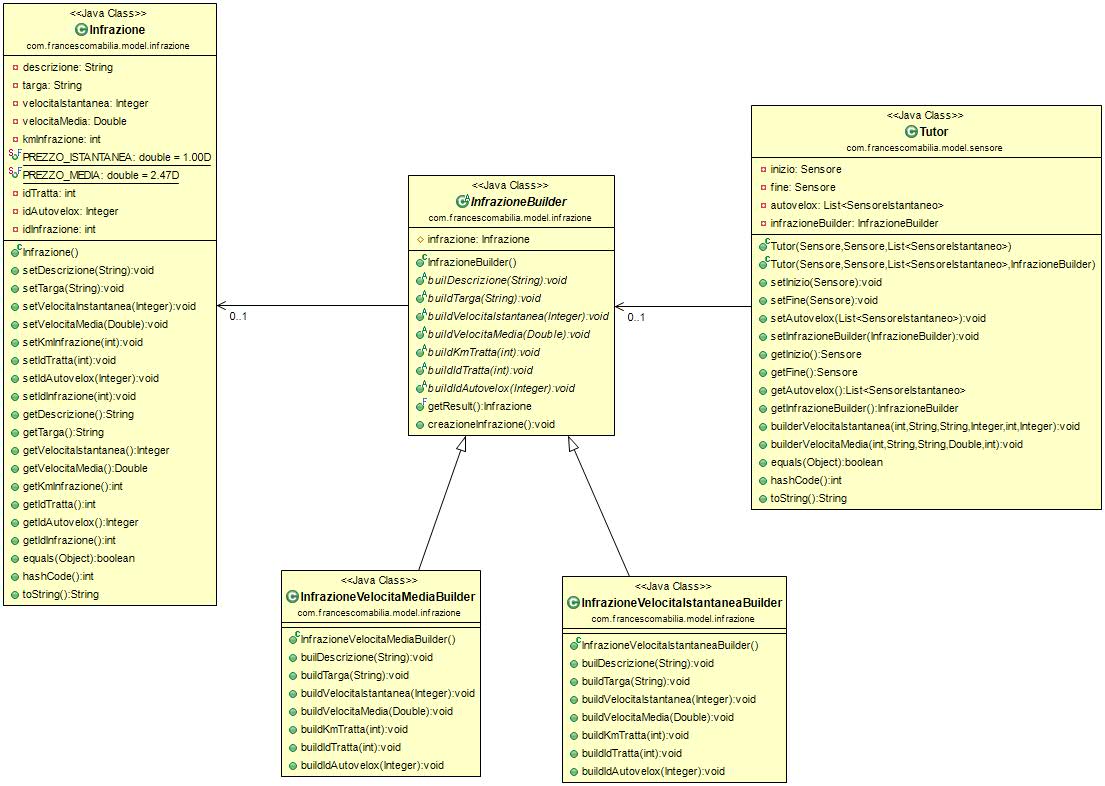 <<Java Class>>
Infrazione
com.francescomabilia.model.infrazione
descrizione: String
targa: String
velocitaIstantanea: Integer
velocitaMedia: Double
kmInfrazione: int
PREZZO_ISTANTANEA: double = 1.00D
PREZZO_MEDIA: double = 2.47D
idTratta: int
idAutovelox: Integer
idInfrazione: int
Infrazione()
setDescrizione(String):void
setTarga(String):void
setVelocitaInstantanea(Integer):void
setVelocitaMedia(Double):void
setKmInfrazione(int):void
setIdTratta(int):void
setIdAutovelox(Integer):void
setIdInfrazione(int):void
getDescrizione():String
getTarga():String
getVelocitaIstantanea():Integer
getVelocitaMedia():Double
getKmInfrazione():int
getIdTratta():int
getIdAutovelox():Integer
getIdInfrazione():int
equals(Object):boolean
hashCode():int
toString():String
0..1
<<Java Class>>
InfrazioneBuilder
com.francescomabilia.model.infrazione
infrazione: Infrazione
InfrazioneBuilder()
builDescrizione(String):void
buildTarga(String):void
buildVelocitaIstantanea(Integer):void
buildVelocitaMedia(Double):void
buildKmTratta(int):void
buildIdTratta(int):void
buildIdAutovelox(Integer):void
getResult():Infrazione
creazioneInfrazione():void
0..1
<<Java Class>>
Tutor
com.francescomabilia.model.sensore
inizio: Sensore
fine: Sensore
autovelox: List<SensoreIstantaneo>
infrazioneBuilder: InfrazioneBuilder
Tutor(Sensore,Sensore,List<SensoreIstantaneo>)
Tutor(Sensore,Sensore,List<SensoreIstantaneo>,InfrazioneBuilder)
setInizio(Sensore):void
setFine(Sensore):void
setAutovelox(List<SensoreIstantaneo>):void
setInfrazioneBuilder(InfrazioneBuilder):void
getInizio():Sensore
getFine():Sensore
getAutovelox():List<SensoreIstantaneo>
getInfrazioneBuilder():InfrazioneBuilder
builderVelocitaIstantanea(int,String,String,Integer,int,Integer):void
builderVelocitaMedia(int,String,String,Double,int):void
equals(Object):boolean
hashCode():int
toString():String
<<Java Class>>
InfrazioneVelocitaMediaBuilder
com.francescomabilia.model.infrazione
InfrazioneVelocitaMediaBuilder()
builDescrizione(String):void
buildTarga(String):void
buildVelocitaIstantanea(Integer):void
buildVelocitaMedia(Double):void
buildKmTratta(int):void
buildIdTratta(int):void
buildIdAutovelox(Integer):void
<<Java Class>>
InfrazioneVelocitaIstantaneaBuilder
com.francescomabilia.model.infrazione
InfrazioneVelocitaIstantaneaBuilder()
builDescrizione(String):void
buildTarga(String):void
buildVelocitaIstantanea(Integer):void
buildVelocitaMedia(Double):void
buildKmTratta(int):void
buildIdTratta(int):void
buildIdAutovelox(Integer):void